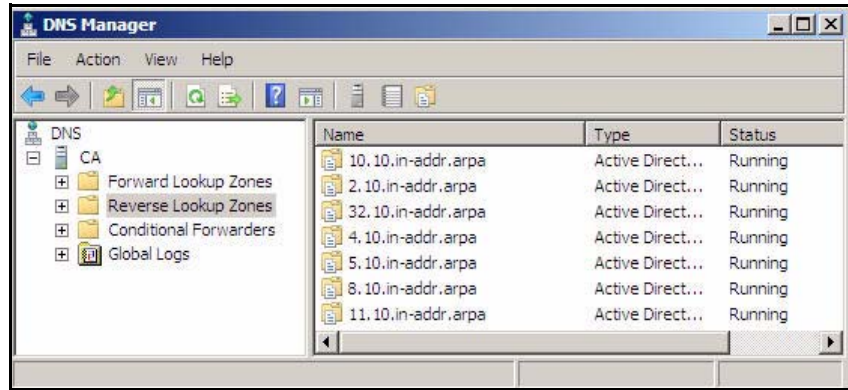 DNS Manager
File Action View Help
DNS
CA
Forward Lookup Zones
Reverse Lookup Zones
Conditional Forwarders
Global Logs
Name Type Status
10.10.in-addr.arpa Active Direct... Running
2.10.in-addr.arpa Active Direct... Running
32.10.in-addr.arpa Active Direct... Running
4.10.in-addr.arpa Active Direct... Running
5.10.in-addr.arpa Active Direct... Running
8.10.in-addr.arpa Active Direct... Running
11.10.in-addr.arpa Active Direct... Running